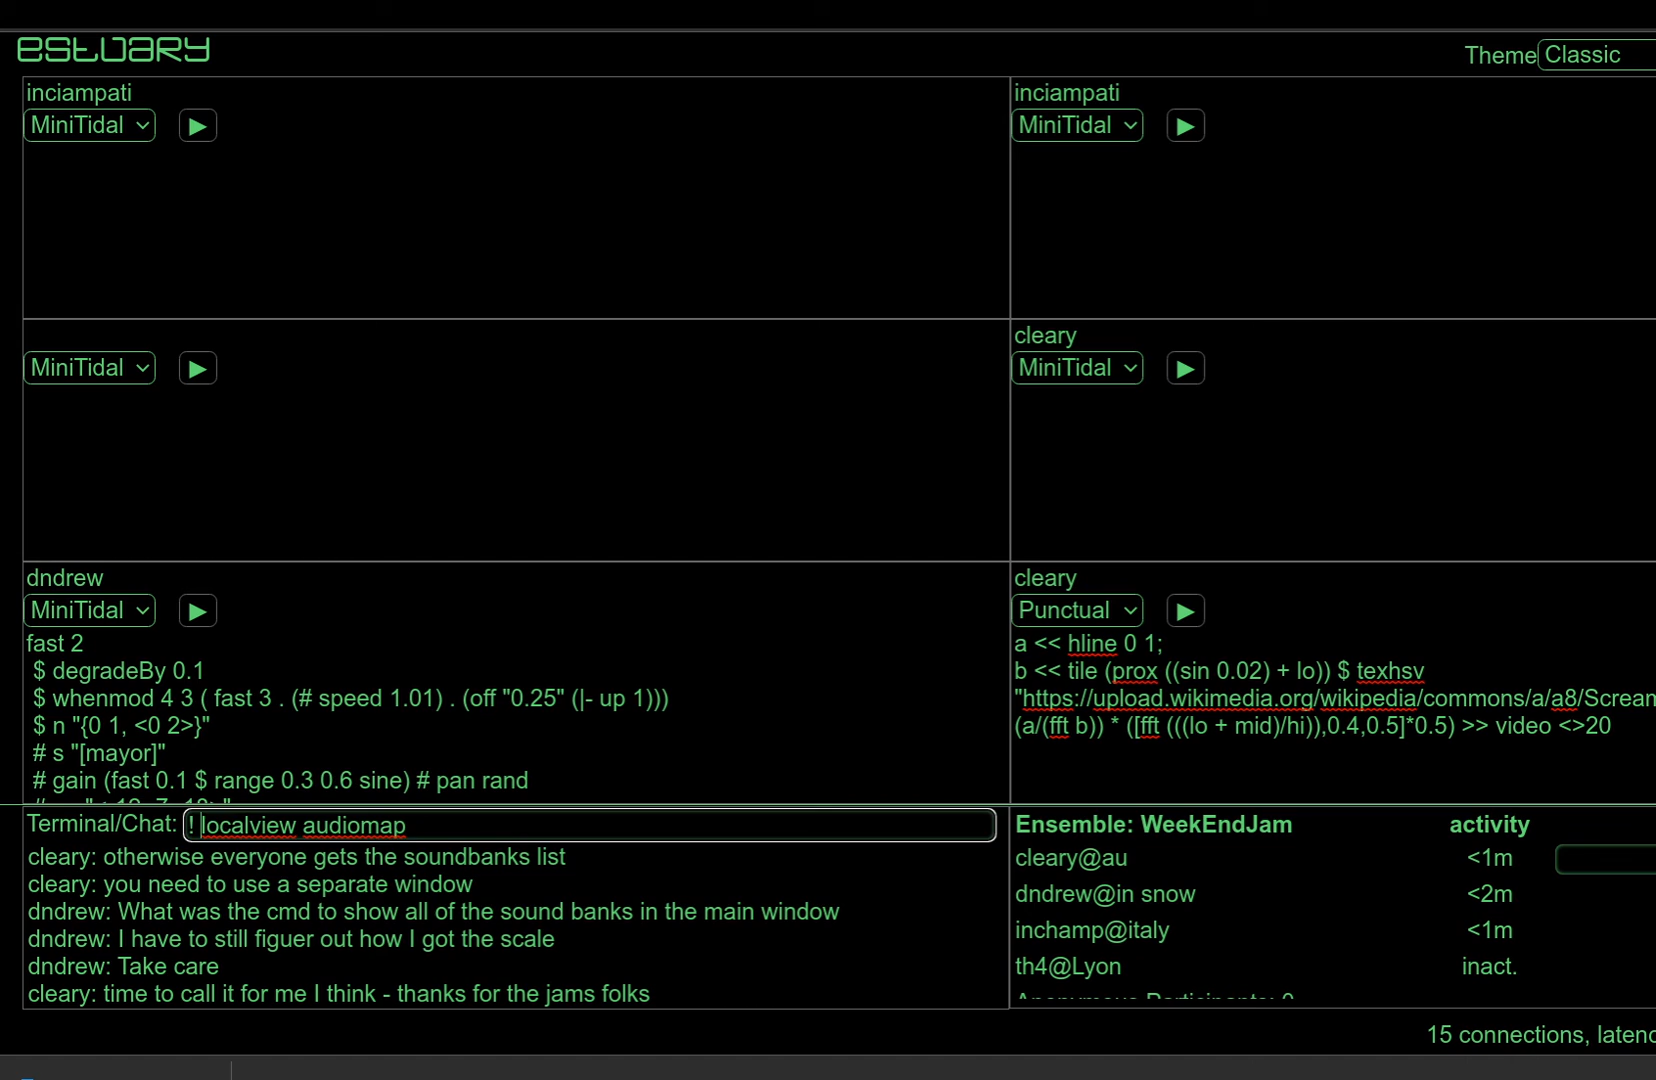 estuary
Theme Classic
inciampati
MiniTidal
inciampati
MiniTidal
MiniTidal
cleary
MiniTidal
dndrew
MiniTidal
fast 2
$ degradeBy 0.1
$ whenmod 4 3 ( fast 3 . (# speed 1.01) . (off "0.25" (|- up 1)))
$ n "{0 1, <0 2>}"
# s "[mayor]"
# gain (fast 0.1 $ range 0.3 0.6 sine) # pan rand
cleary
Punctual
a << hline 0 1;
b << tile (prox ((sin 0.02) + lo)) $ texhsv
"https://upload.wikimedia.org/wikipedia/commons/a/a8/Scream
(a/(fft b)) * ([fft (((lo + mid)/hi)),0.4,0.5]*0.5) >> video <>20
Terminal/Chat: ! localview audiomap
cleary: otherwise everyone gets the soundbanks list
cleary: you need to use a separate window
dndrew: What was the cmd to show all of the sound banks in the main window
dndrew: I have to still figuer out how I got the scale
dndrew: Take care
cleary: time to call it for me I think - thanks for the jams folks
Ensemble: WeekEndJam activity
cleary@au <1m
dndrew@in snow <2m
inchamp@italy <1m
th4@Lyon inact.
Anonymous Participants: 0
15 connections, latenc